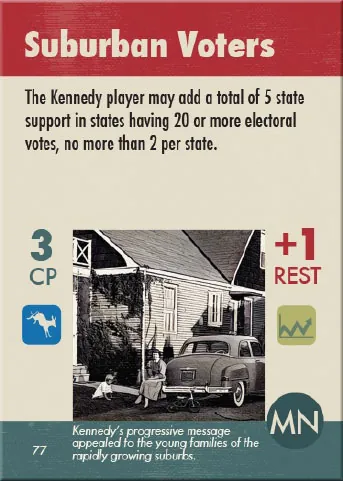 Suburban Voters
The Kennedy player may add a total of 5 state
support in states having 20 or more electoral
votes, no more than 2 per state.
3
CP
+1
REST
MN
77
Kennedy's progressive message
appealed to the young families of the
rapidly growing suburbs.